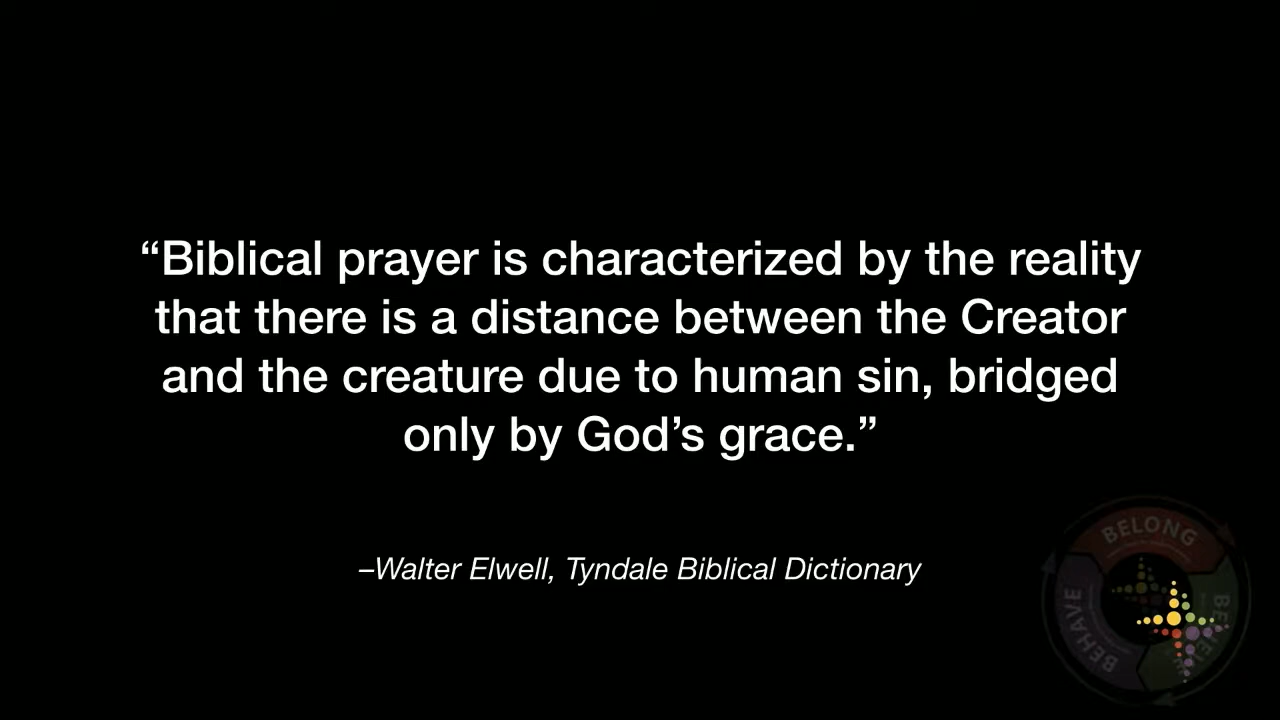 “Biblical prayer is characterized by the reality
that there is a distance between the Creator
and the creature due to human sin, bridged
only by God’s grace.”
–Walter Elwell, Tyndale Biblical Dictionary
BELONG
BEHAVE